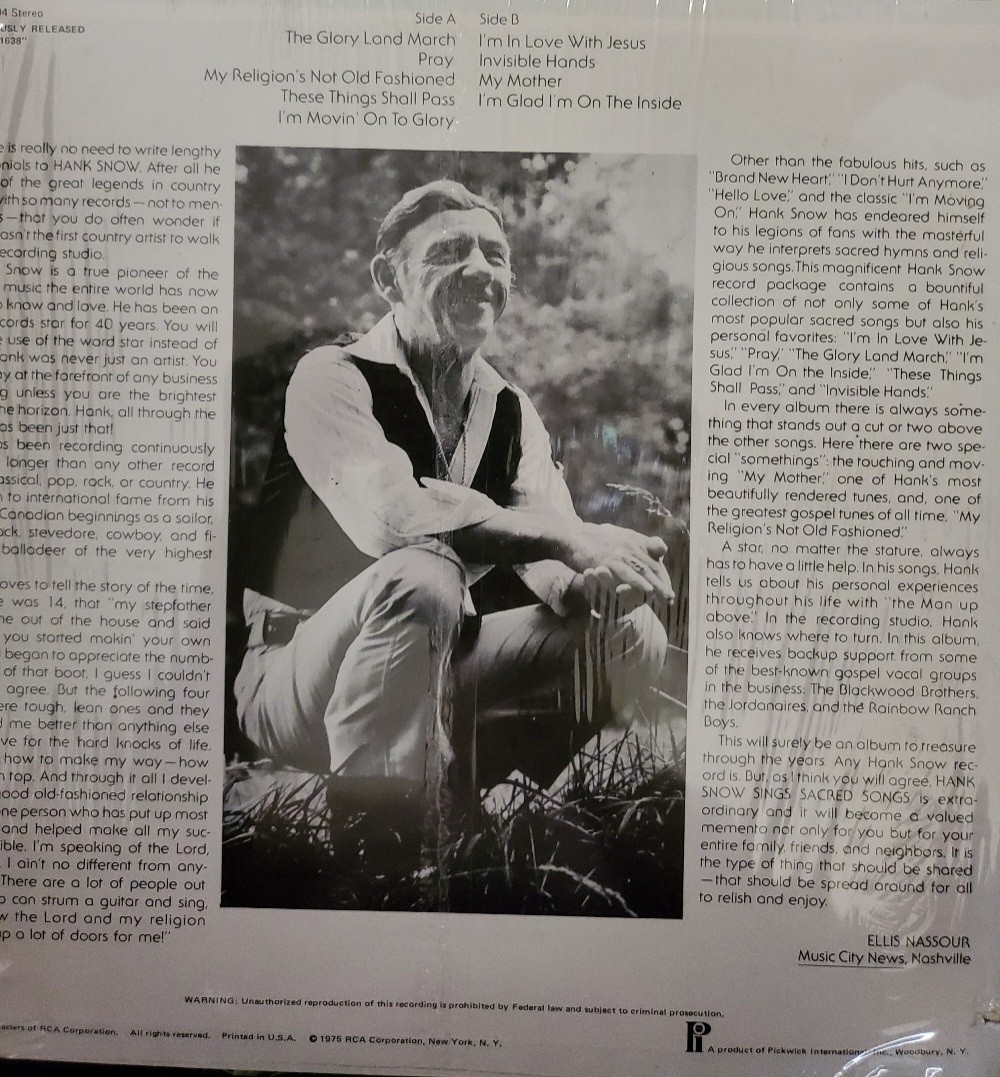 4 Stereo
USLY RELEASED
1638"
Side A
The Glory Land March
Pray
My Religion's Not Old Fashioned
These Things Shall Pass
I'm Movin' On To Glory
Side B
I'm In Love With Jesus
Invisible Hands
My Mother
I'm Glad I'm On The Inside
e is really no need to write lengthy
nials to HANK SNOW. After all he
of the great legends in country
with so many records — not to men-
s — that you do often wonder if
asn't the first country artist to walk
ecording studio.
Snow is a true pioneer of the
music the entire world has now
o know and love. He has been an
cords star for 40 years. You will
e use of the word star instead of
ank was never just an artist. You
ay at the forefront of any business
g unless you are the brightest
he horizon. Hank, all through the
as been just that!
as been recording continuously
longer than any other record
assical, pop, rock, or country. He
n to international fame from his
Canadian beginnings as a sailor,
ack, stevedore, cowboy, and fi-
balladeer of the very highest
oves to tell the story of the time,
e was 14, that "my stepfather
me out of the house and said
you started makin' your own
I began to appreciate the numb-
of that boot, I guess I couldn't
agree. But the following four
ere tough, lean ones and they
d me better than anything else
ve for the hard knocks of life.
how to make my way — how
n top. And through it all I devel-
ood old-fashioned relationship
ne person who has put up most
and helped make all my suc-
ible. I'm speaking of the Lord,
. I ain't no different from any-
There are a lot of people out
o can strum a guitar and sing,
w the Lord and my religion
up a lot of doors for me!"
Other than the fabulous hits, such as
"Brand New Heart," "I Don't Hurt Anymore,"
"Hello Love," and the classic "I'm Moving
On," Hank Snow has endeared himself
to his legions of fans with the masterful
way he interprets sacred hymns and reli-
gious songs. This magnificent Hank Snow
record package contains a bountiful
collection of not only some of Hank's
most popular sacred songs but also his
personal favorites: "I'm In Love With Je-
sus," "Pray," "The Glory Land March," "I'm
Glad I'm On the Inside," "These Things
Shall Pass," and "Invisible Hands."
In every album there is always some-
thing that stands out a cut or two above
the other songs. Here there are two spe-
cial "somethings": the touching and mov-
ing "My Mother," one of Hank's most
beautifully rendered tunes, and, one of
the greatest gospel tunes of all time, "My
Religion's Not Old Fashioned."
A star, no matter the stature, always
has to have a little help. In his songs, Hank
tells us about his personal experiences
throughout his life with "the Man up
above." In the recording studio, Hank
also knows where to turn. In this album,
he receives backup support from some
of the best-known gospel vocal groups
in the business: The Blackwood Brothers,
the Jordanaires, and the Rainbow Ranch
Boys.
This will surely be an album to treasure
through the years. Any Hank Snow rec-
ord is. But, as I think you will agree, HANK
SNOW SINGS SACRED SONGS is extra-
ordinary and it will become a valued
memento not only for you but for your
entire family, friends, and neighbors. It is
the type of thing that should be shared
— that should be spread around for all
to relish and enjoy.
ELLIS NASSOUR
Music City News, Nashville
WARNING: Unauthorized reproduction of this recording is prohibited by Federal law and subject to criminal prosecution.
asters of RCA Corporation. All rights reserved. Printed in U.S.A. © 1975 RCA Corporation, New York, N. Y.
Pi A product of Pickwick International, Inc., Woodbury, N. Y.